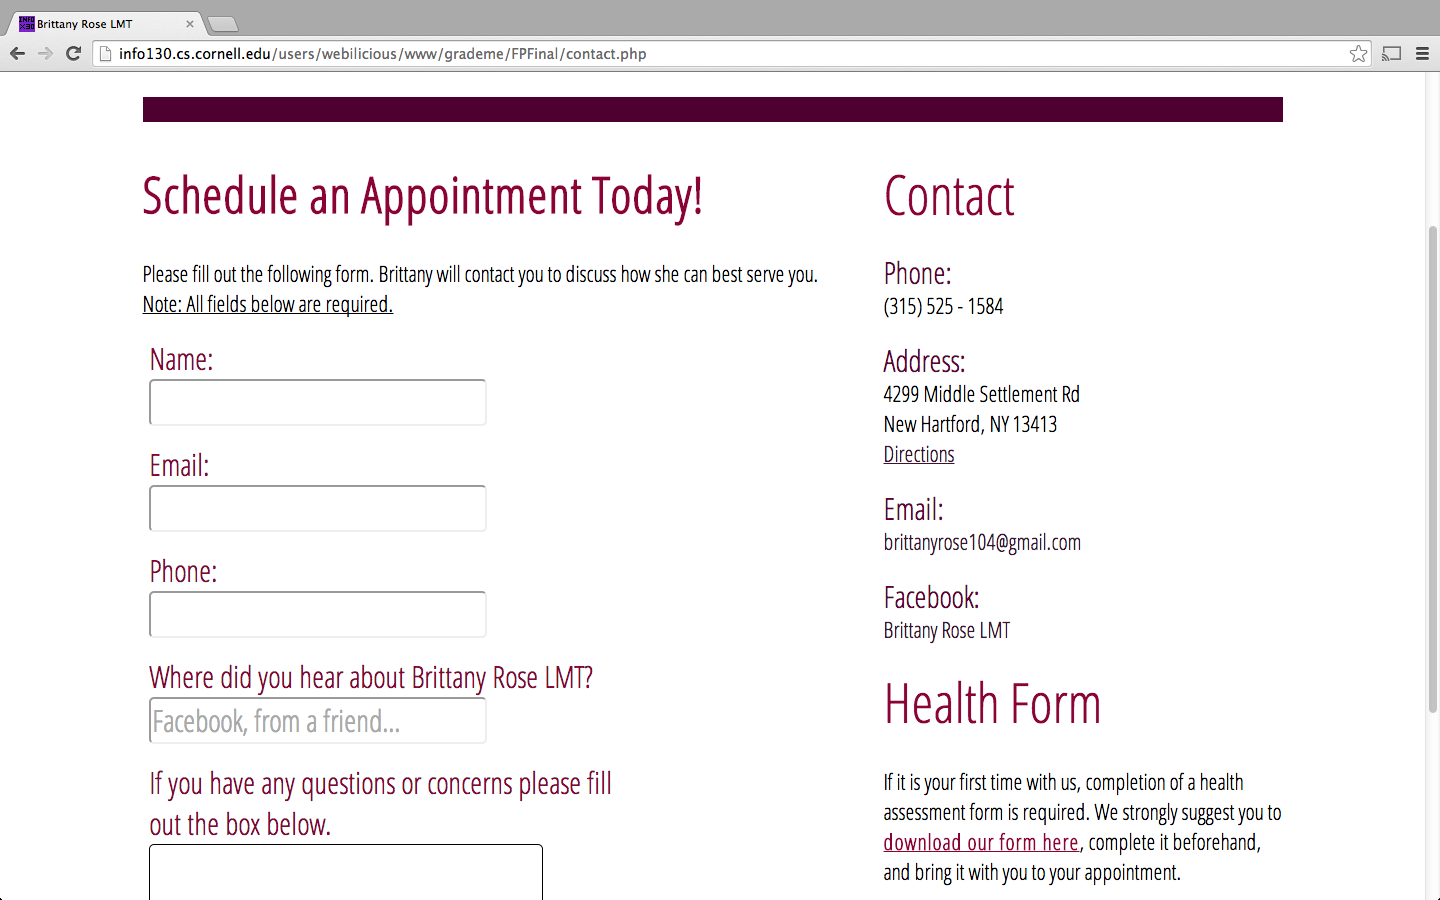 Brittany Rose LMT
info130.cs.cornell.edu/users/webilicious/www/grademe/FPFinal/contact.php
Schedule an Appointment Today!
Please fill out the following form. Brittany will contact you to discuss how she can best serve you.
Note: All fields below are required.
Name:
Email:
Phone:
Where did you hear about Brittany Rose LMT?
Facebook, from a friend...
If you have any questions or concerns please fill
out the box below.
Contact
Phone:
(315) 525 - 1584
Address:
4299 Middle Settlement Rd
New Hartford, NY 13413
Directions
Email:
brittanyrose104@gmail.com
Facebook:
Brittany Rose LMT
Health Form
If it is your first time with us, completion of a health
assessment form is required. We strongly suggest you to
download our form here, complete it beforehand,
and bring it with you to your appointment.